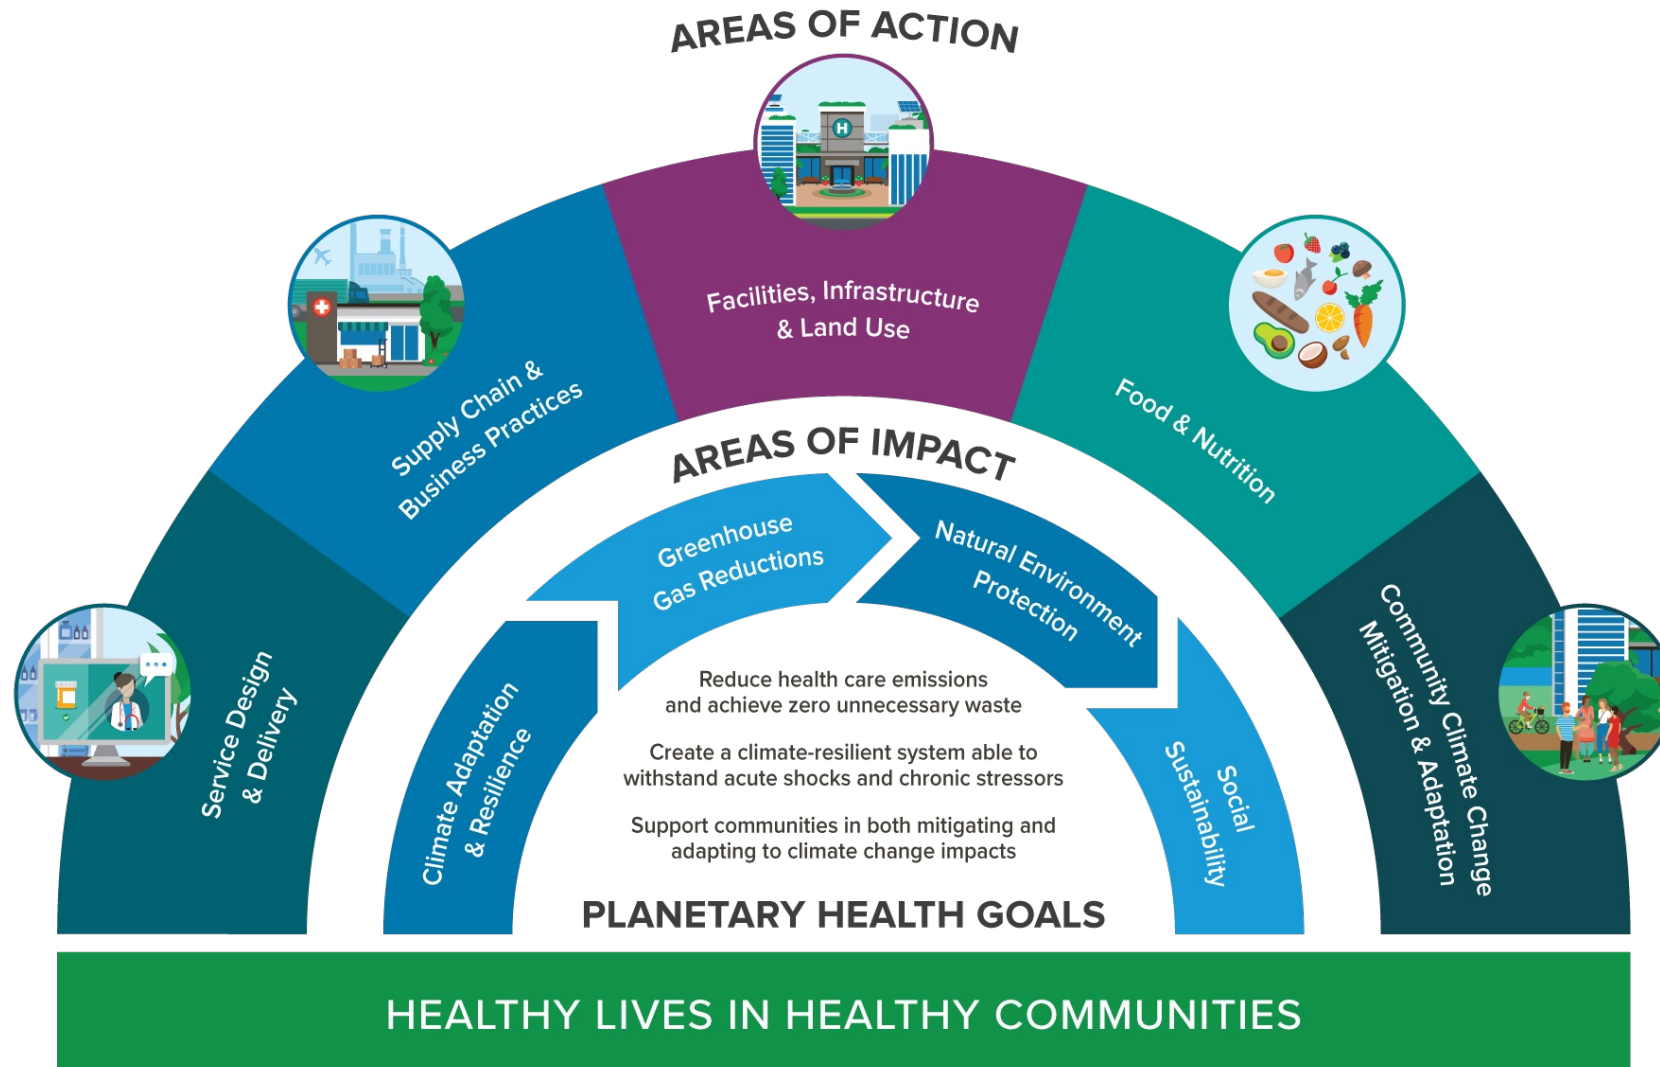 AREAS OF ACTION
H
Service Design
& Delivery
Supply Chain &
Business Practices
Facilities, Infrastructure
& Land Use
Food & Nutrition
Community Climate Change
Mitigation & Adaptation
AREAS OF IMPACT
Climate Adaptation
& Resilience
Greenhouse
Gas Reductions
Natural Environment
Protection
Social
Sustainability
Reduce health care emissions
and achieve zero unnecessary waste
Create a climate-resilient system able to
withstand acute shocks and chronic stressors
Support communities in both mitigating and
adapting to climate change impacts
PLANETARY HEALTH GOALS
HEALTHY LIVES IN HEALTHY COMMUNITIES